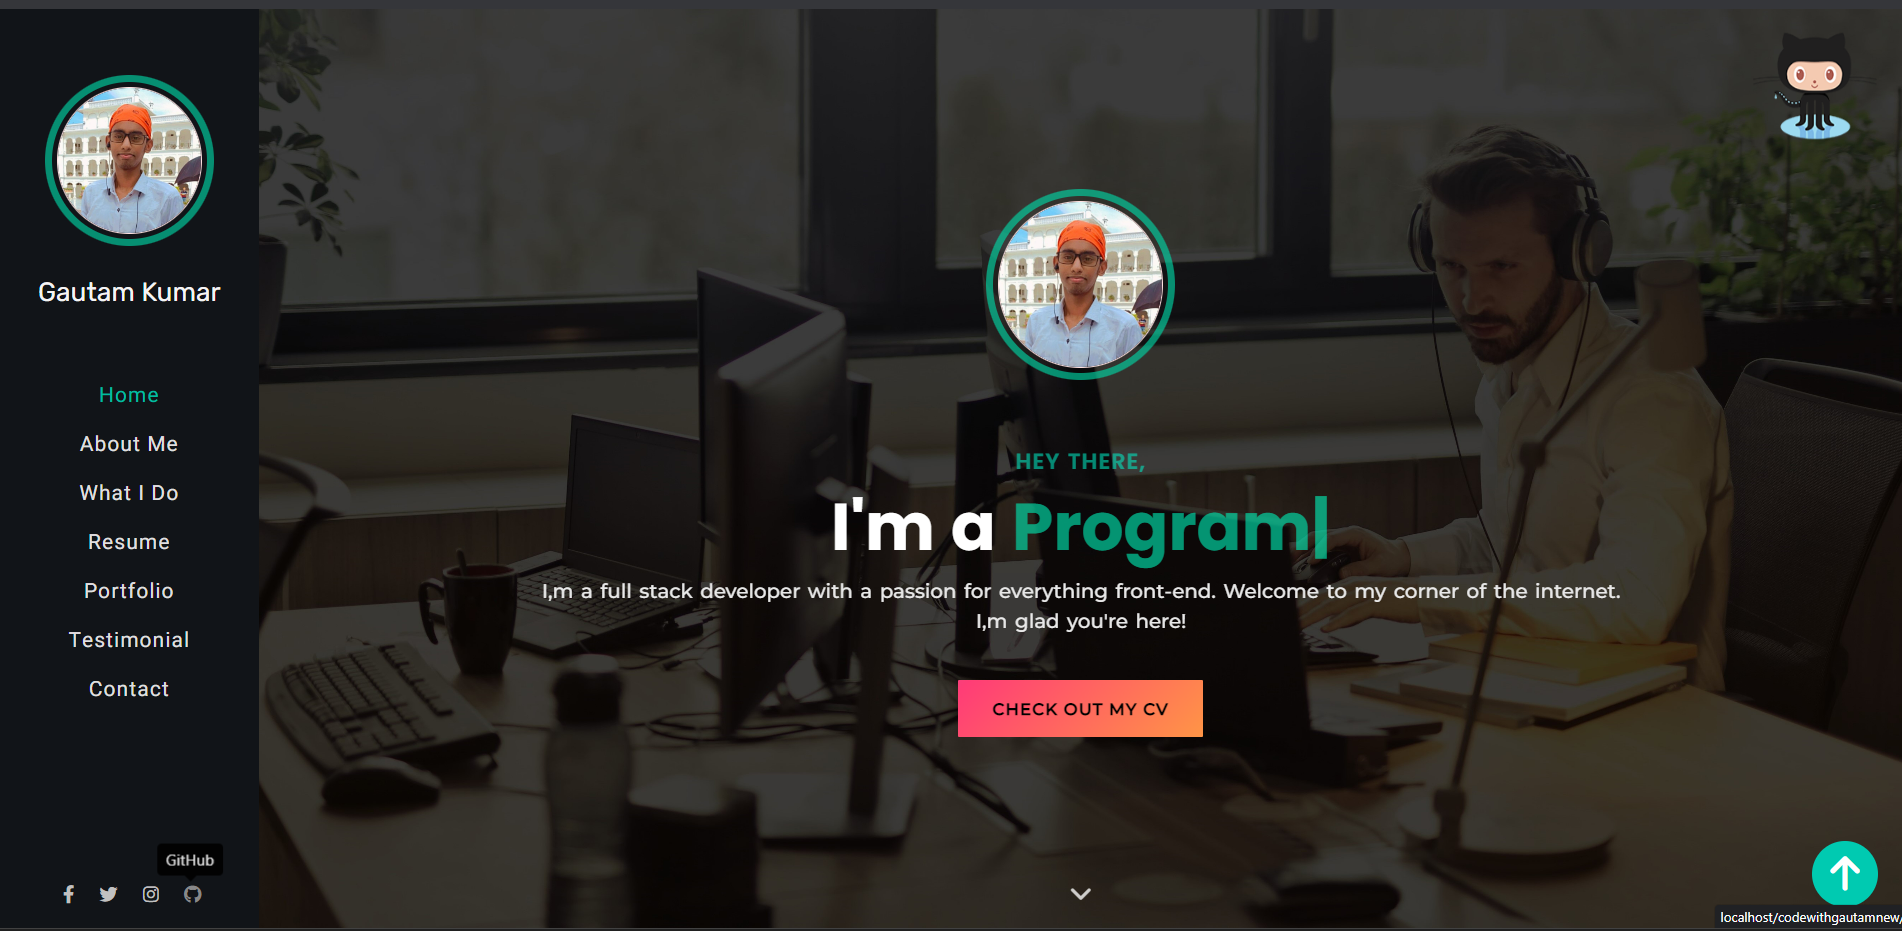 Gautam Kumar
Home
About Me
What I Do
Resume
Portfolio
Testimonial
Contact
GitHub
HEY THERE,
I'm a Program|
I,m a full stack developer with a passion for everything front-end. Welcome to my corner of the internet.
I,m glad you're here!
CHECK OUT MY CV
localhost/codewithgautamnew/